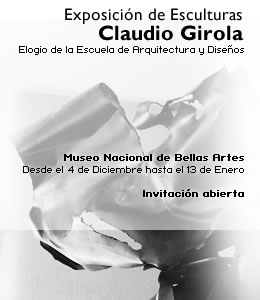 Exposición de Esculturas
Claudio Girola
Elogio de la Escuela de Arquitectura y Diseños
Museo Nacional de Bellas Artes
Desde el 4 de Diciembre hasta el 13 de Enero
Invitación abierta